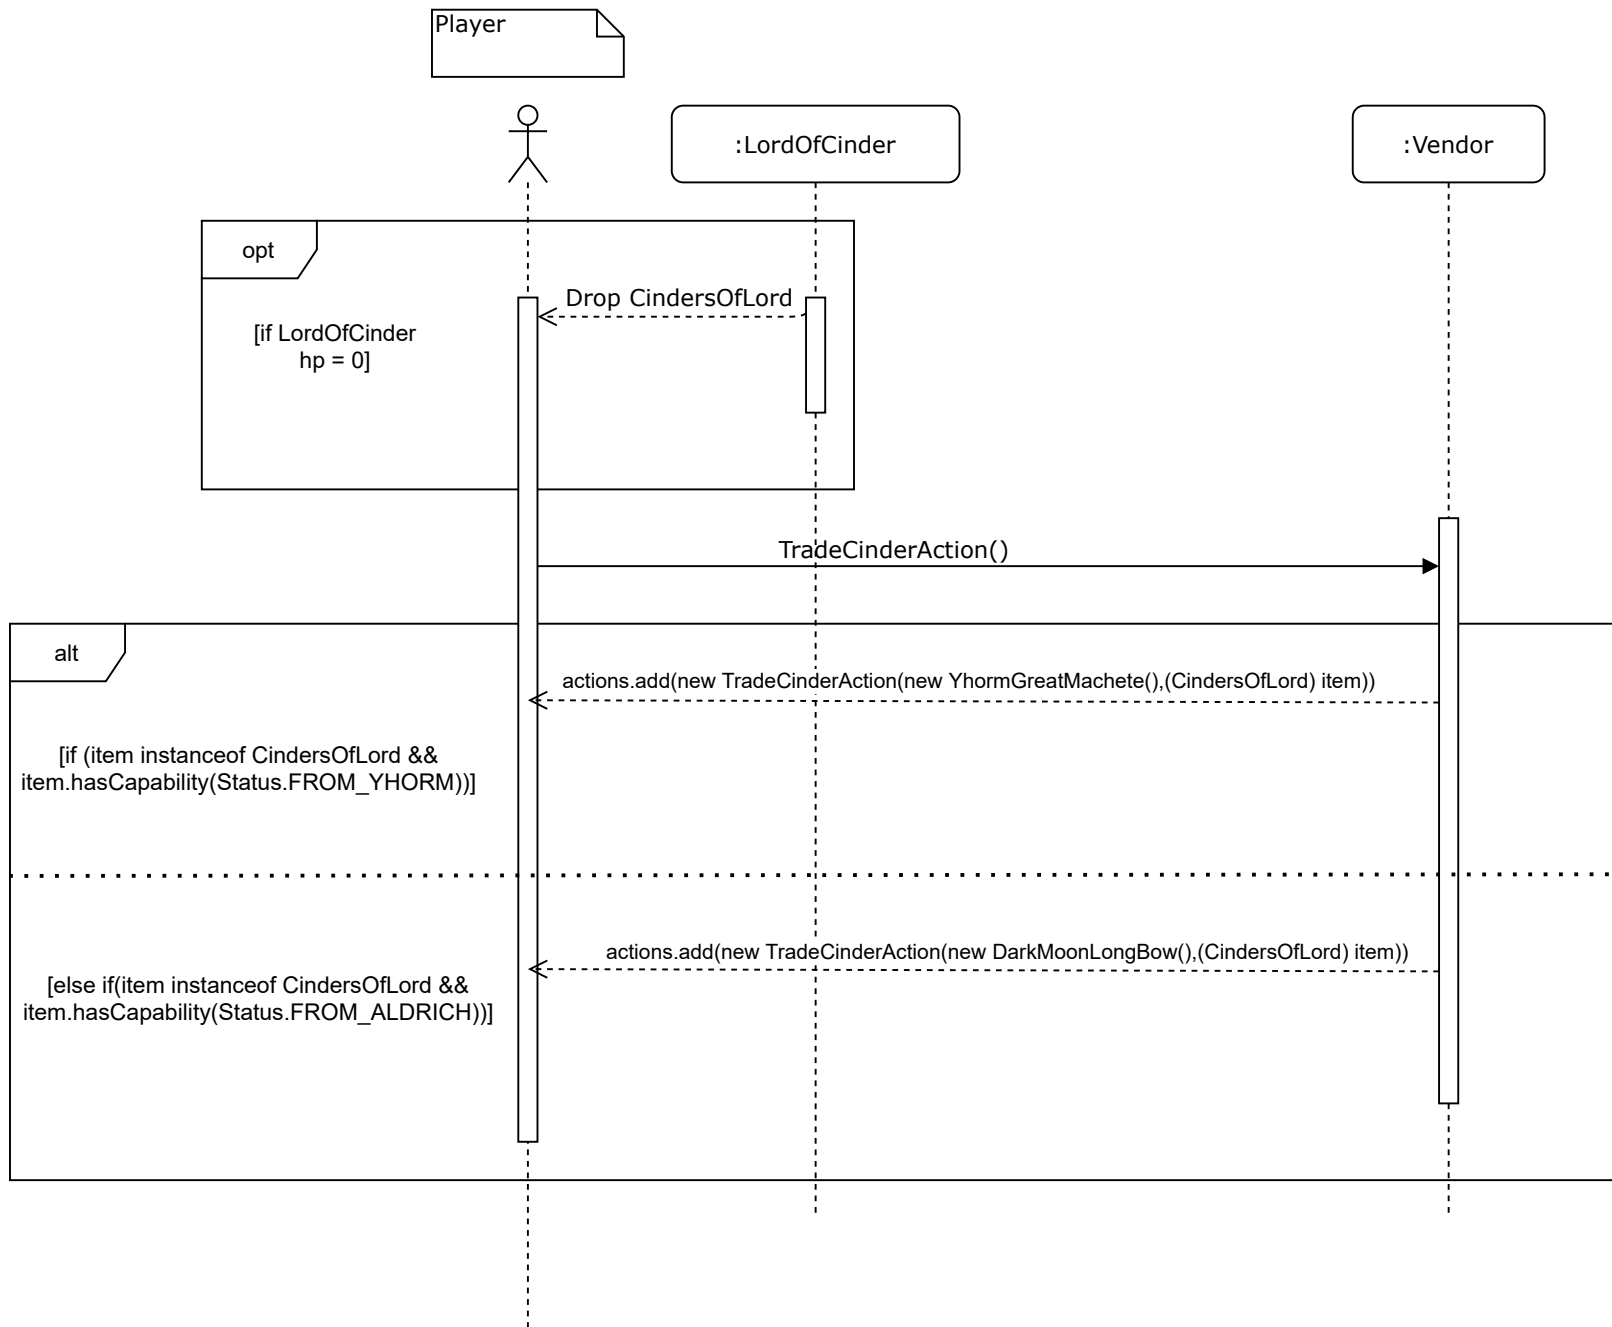 Player
:LordOfCinder
:Vendor
opt
Drop CindersOfLord
[if LordOfCinder
hp = 0]
TradeCinderAction()
alt
actions.add(new TradeCinderAction(new YhormGreatMachete(),(CindersOfLord) item))
[if (item instanceof CindersOfLord &&
item.hasCapability(Status.FROM_YHORM))]
actions.add(new TradeCinderAction(new DarkMoonLongBow(),(CindersOfLord) item))
[else if(item instanceof CindersOfLord &&
item.hasCapability(Status.FROM_ALDRICH))]